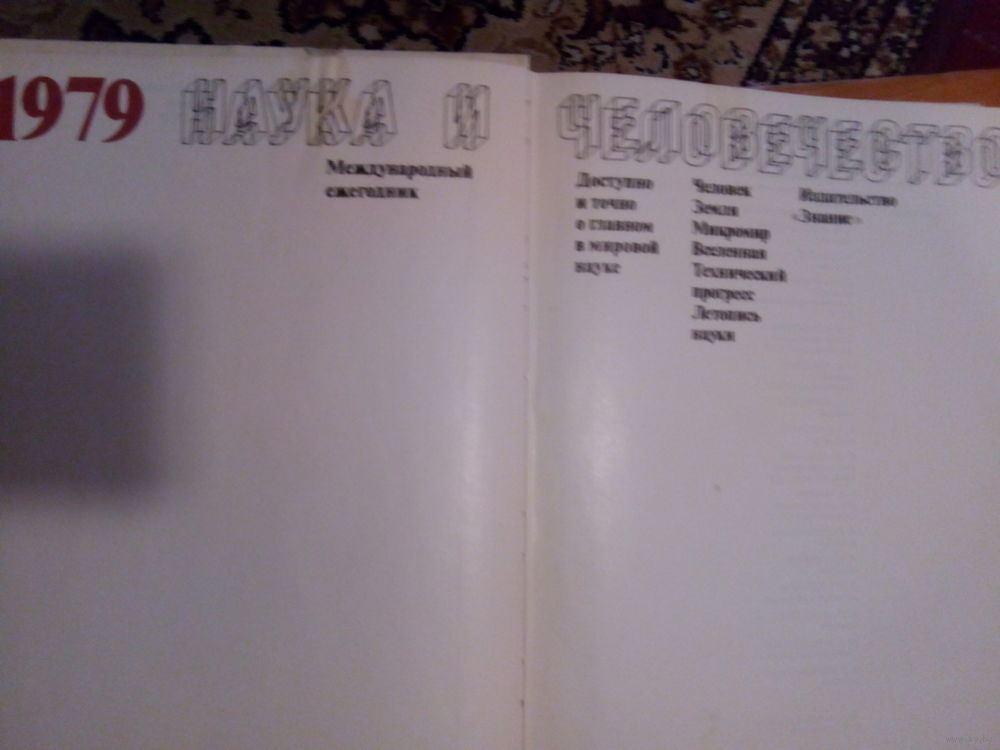 1979 НАУКА И ЧЕЛОВЕЧЕСТВО
Международный
ежегодник
Доступно
и точно
о главном
в мировой
науке
Человек
Земля
Микромир
Вселенная
Технический
прогресс
Летопись
науки
Издательство
«Знание»